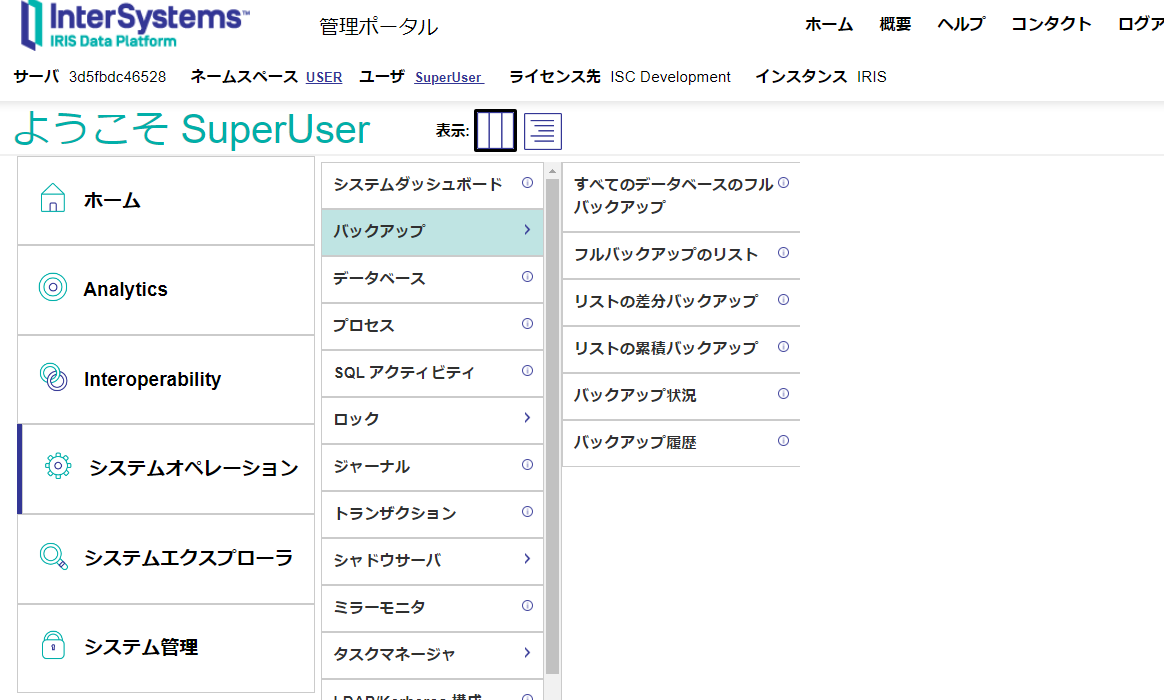 InterSystems™
IRIS Data Platform
管理ポータル
ホーム 概要 ヘルプ コンタクト ログア
サーバ 3d5fbdc46528 ネームスペース USER ユーザ SuperUser ライセンス先 ISC Development インスタンス IRIS
ようこそ SuperUser
表示:
ホーム
Analytics
Interoperability
システムオペレーション
システムエクスプローラ
システム管理
システムダッシュボード
バックアップ
データベース
プロセス
SQL アクティビティ
ロック
ジャーナル
トランザクション
シャドウサーバ
ミラーモニタ
タスクマネージャ
LDAP/Kerberos 構成
すべてのデータベースのフル
バックアップ
フルバックアップのリスト
リストの差分バックアップ
リストの累積バックアップ
バックアップ状況
バックアップ履歴